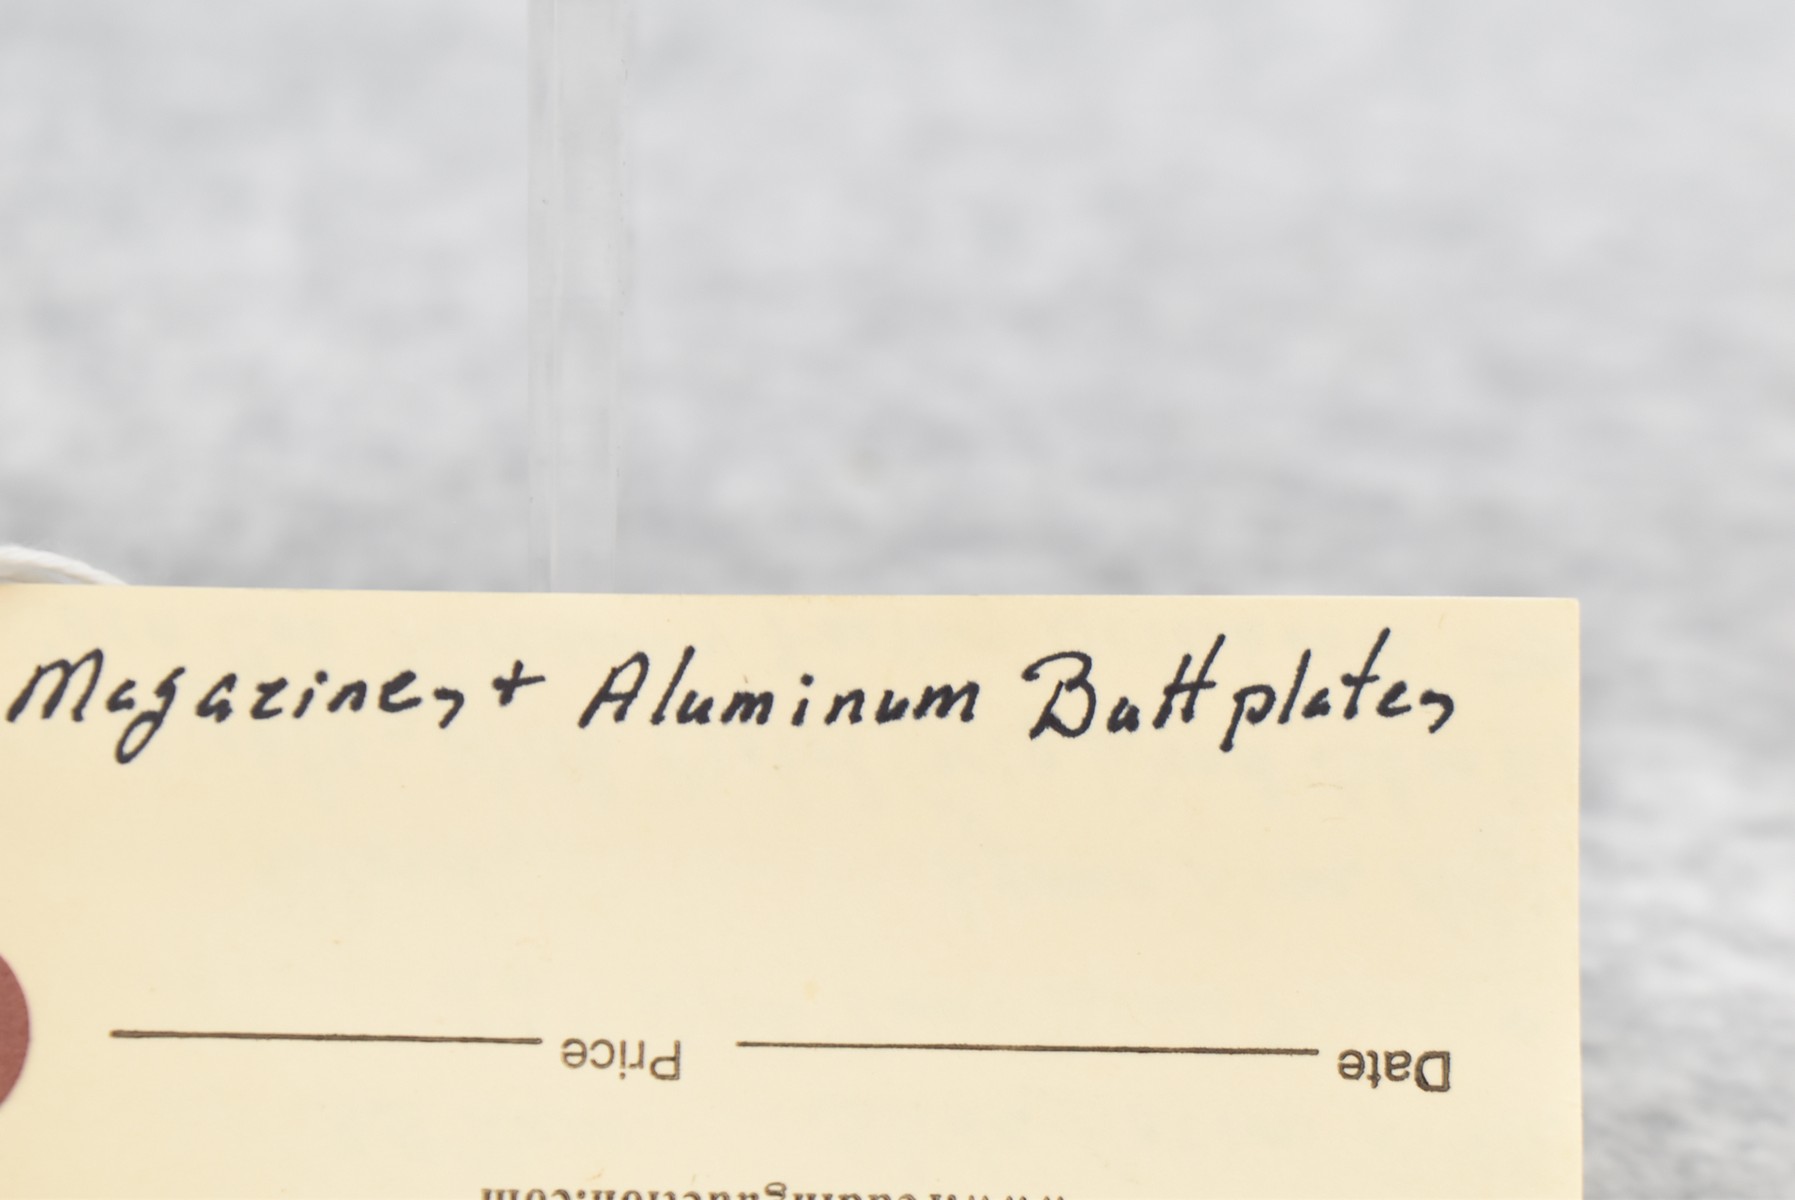 Magazines + Aluminum Buttplates
Date Price